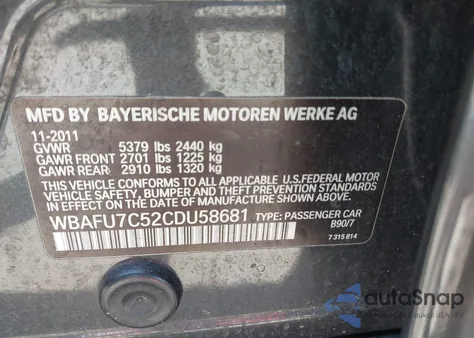 MFD BY BAYERISCHE MOTOREN WERKE AG
11-2011
GVWR 5379 lbs 2440 kg
GAWR FRONT 2701 lbs 1225 kg
GAWR REAR 2910 lbs 1320 kg
THIS VEHICLE CONFORMS TO ALL APPLICABLE U.S.FEDERAL MOTOR
VEHICLE SAFETY, BUMPER AND THEFT PREVENTION STANDARDS IN
EFFECT ON THE DATE OF MANUFACTURE SHOWN ABOVE.
WBAFU7C52CDU58681 TYPE: PASSENGER CAR
B90/7
7 315 814
autoSnap